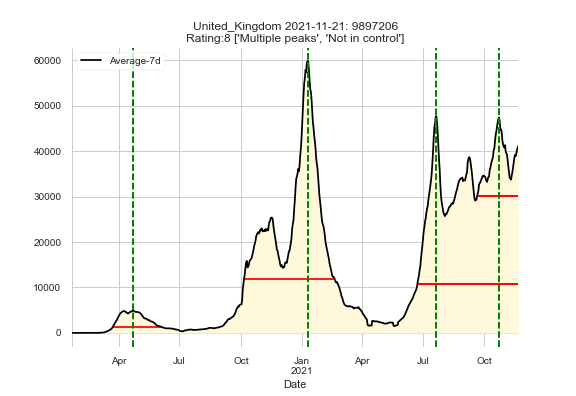 United_Kingdom 2021-11-21: 9897206
Rating:8 ['Multiple peaks', 'Not in control']
Average-7d
60000
50000
40000
30000
20000
10000
0
Apr Jul Oct Jan Apr Jul Oct
2021
Date